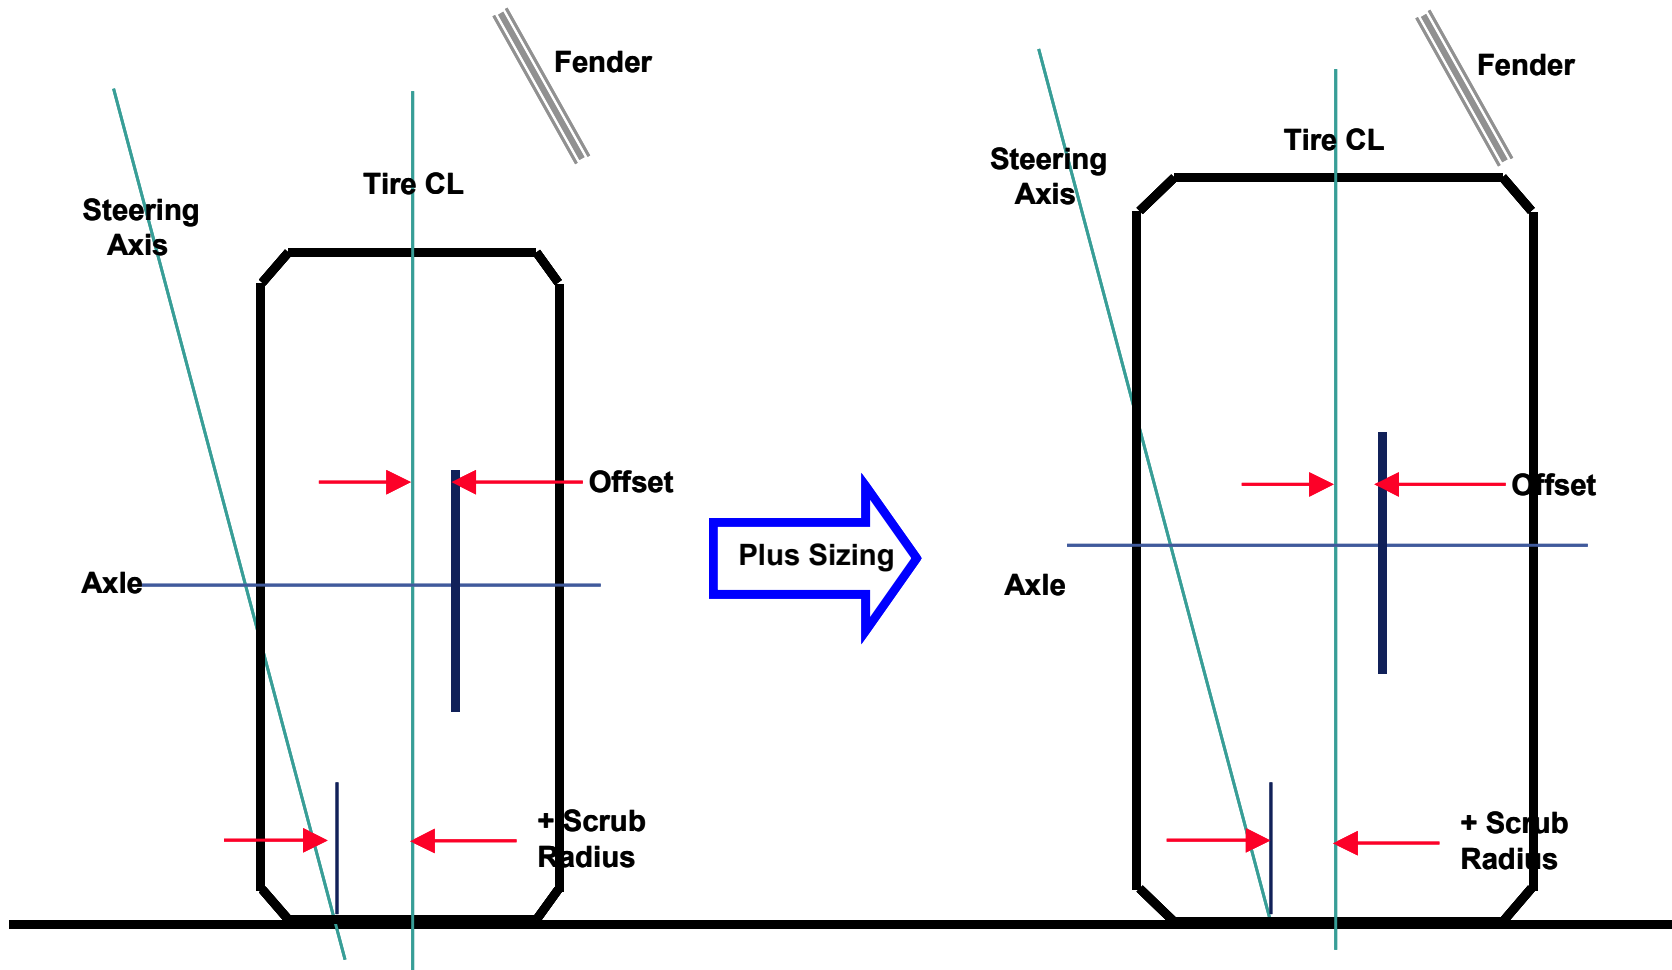 Fender
Tire CL
Steering
Axis
Offset
Axle
+ Scrub
Radius
Plus Sizing
Fender
Tire CL
Steering
Axis
Offset
Axle
+ Scrub
Radius